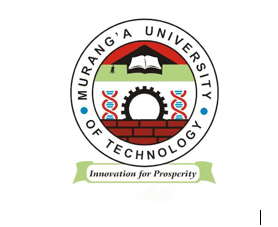 MURANG'A UNIVERSITY
OF TECHNOLOGY
Innovation for Prosperity